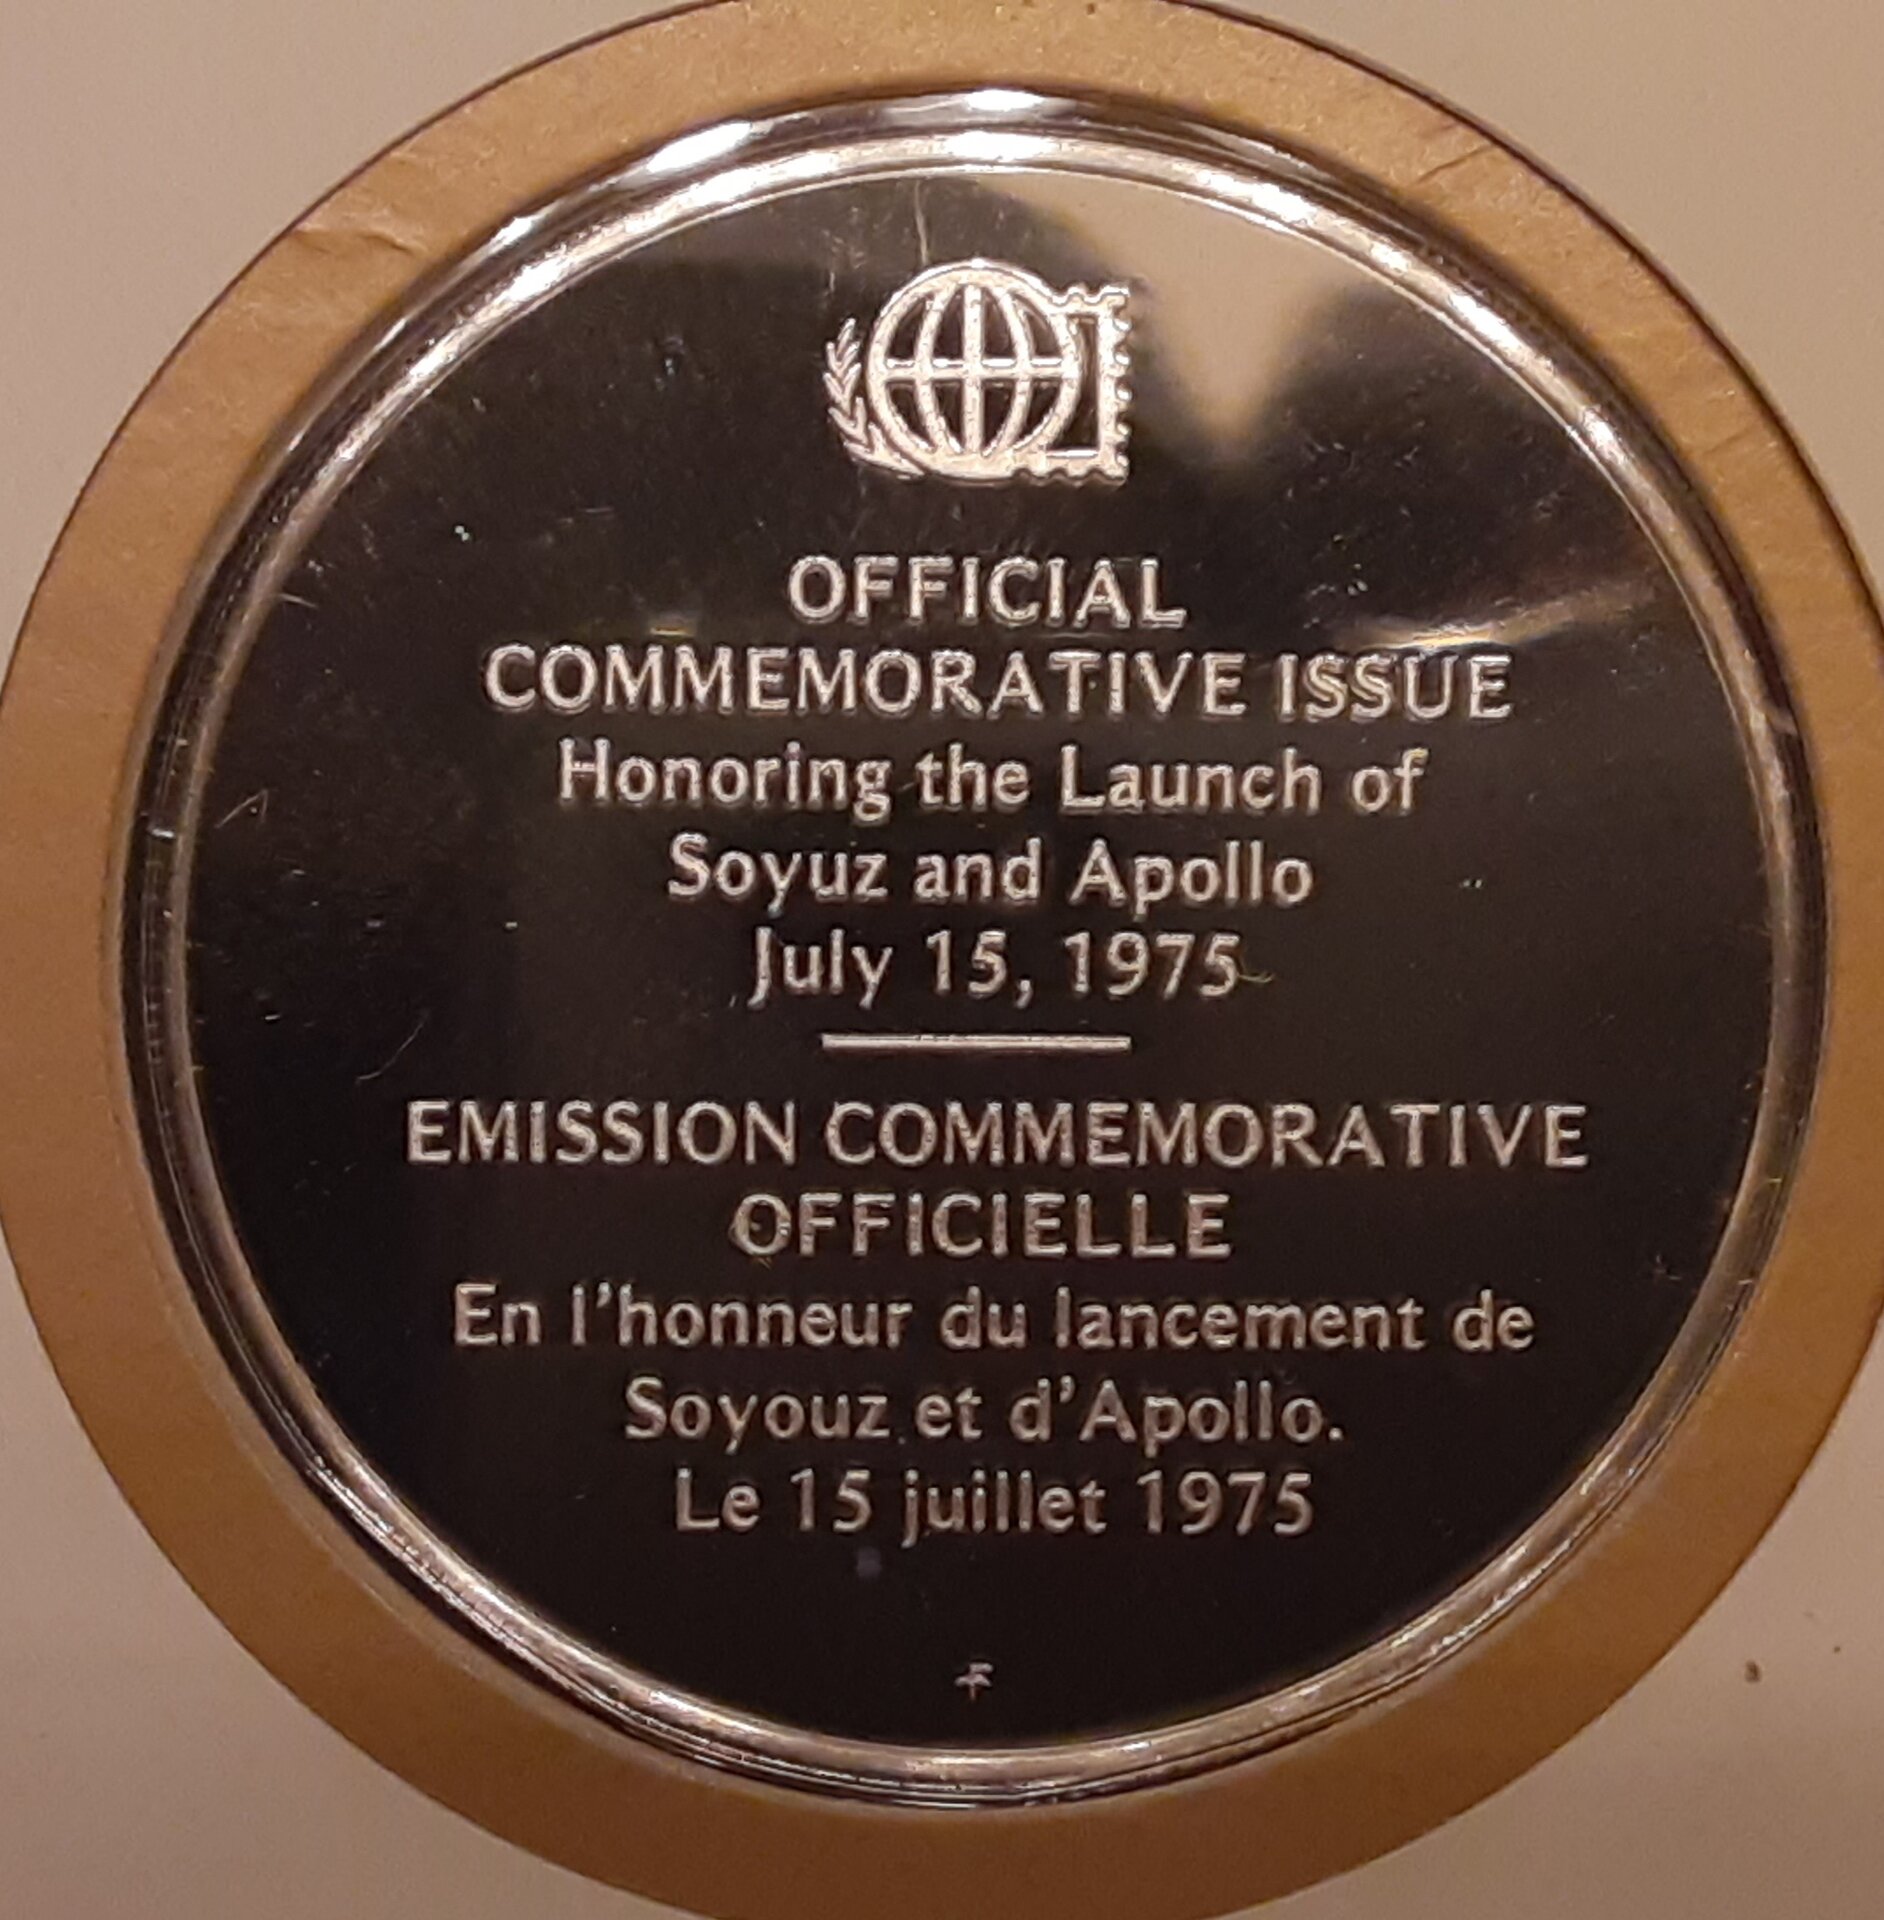 OFFICIAL
COMMEMORATIVE ISSUE
Honoring the Launch of
Soyuz and Apollo
July 15, 1975
EMISSION COMMEMORATIVE
OFFICIELLE
En l'honneur du lancement de
Soyouz et d'Apollo.
Le 15 juillet 1975